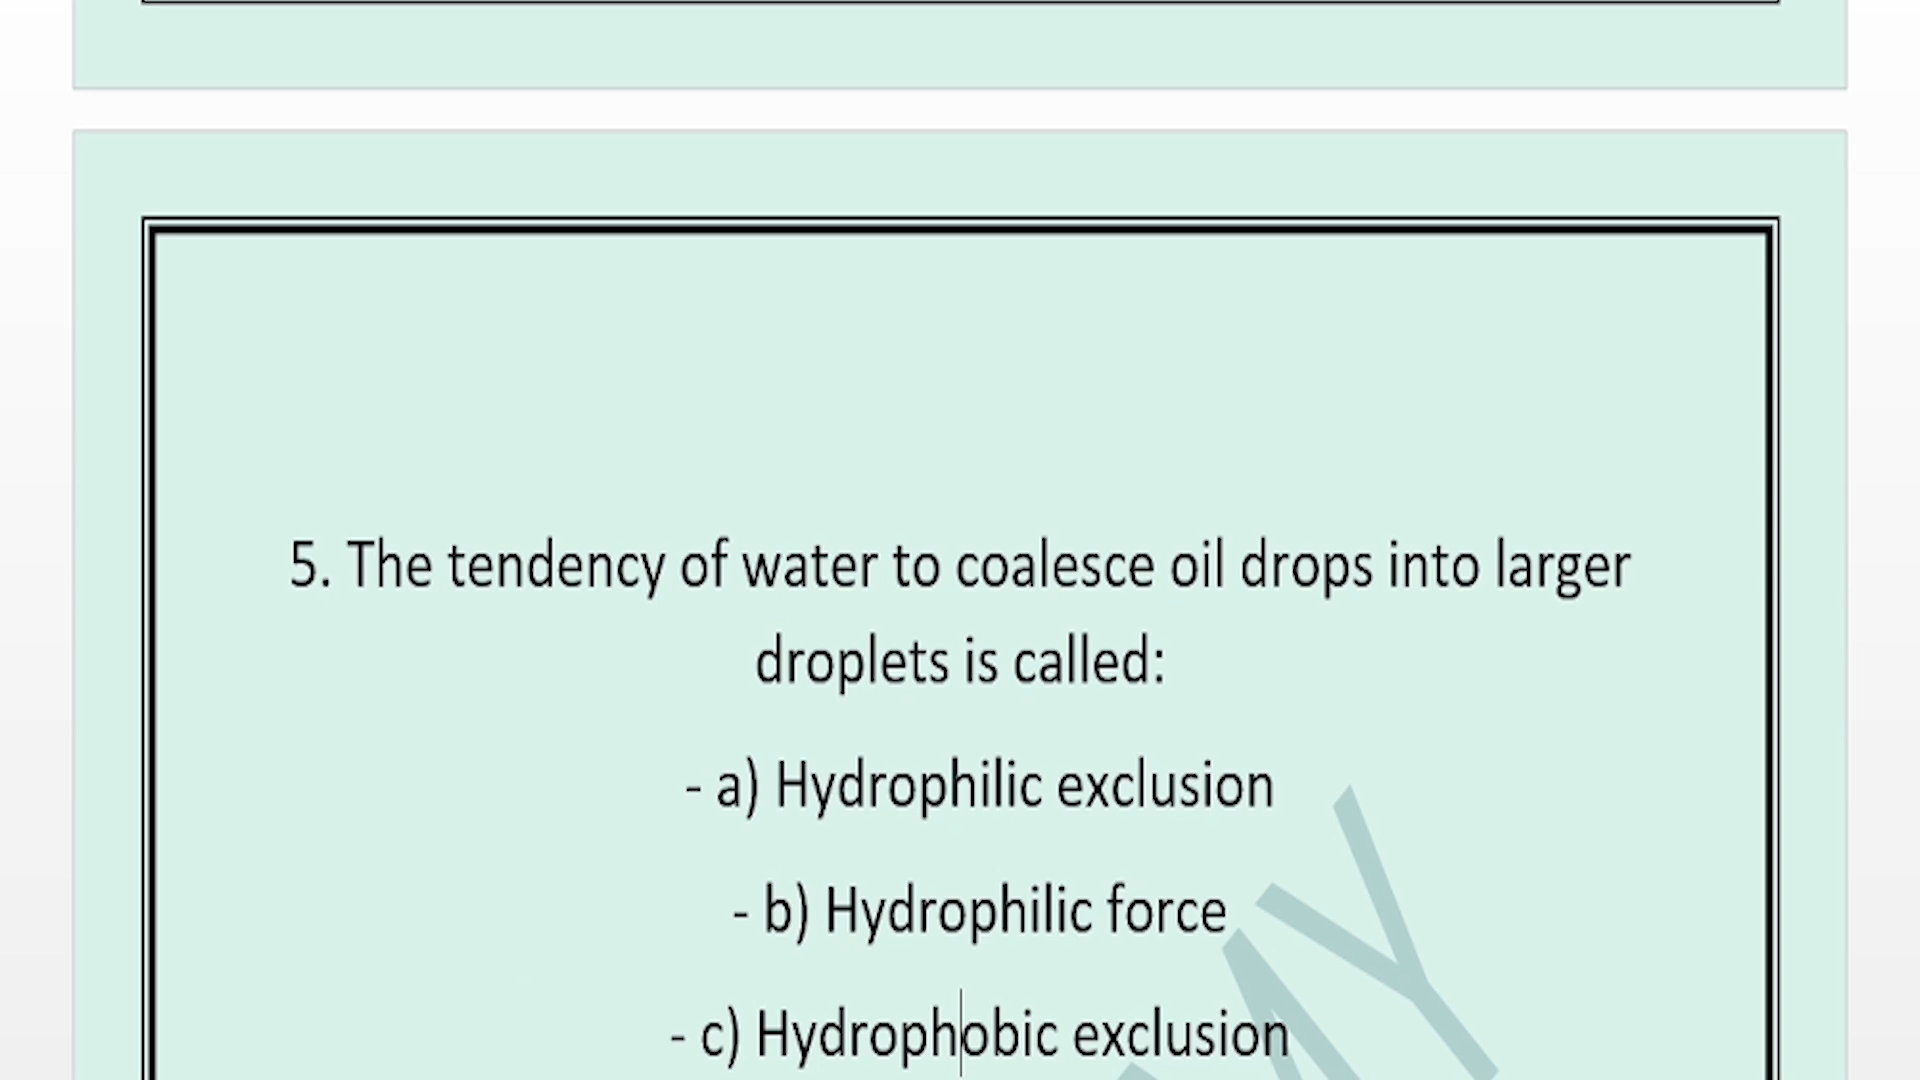 5. The tendency of water to coalesce oil drops into larger
droplets is called:
- a) Hydrophilic exclusion
- b) Hydrophilic force
- c) Hydrophobic exclusion
MY